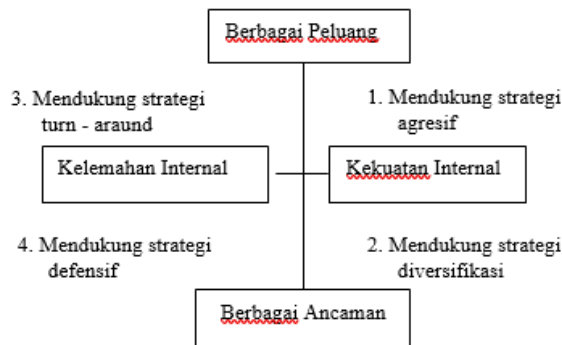 Berbagai Peluang
3. Mendukung strategi
turn - araund
1. Mendukung strategi
agresif
Kelemahan Internal
Kekuatan Internal
4. Mendukung strategi
defensif
2. Mendukung strategi
diversifikasi
Berbagai Ancaman